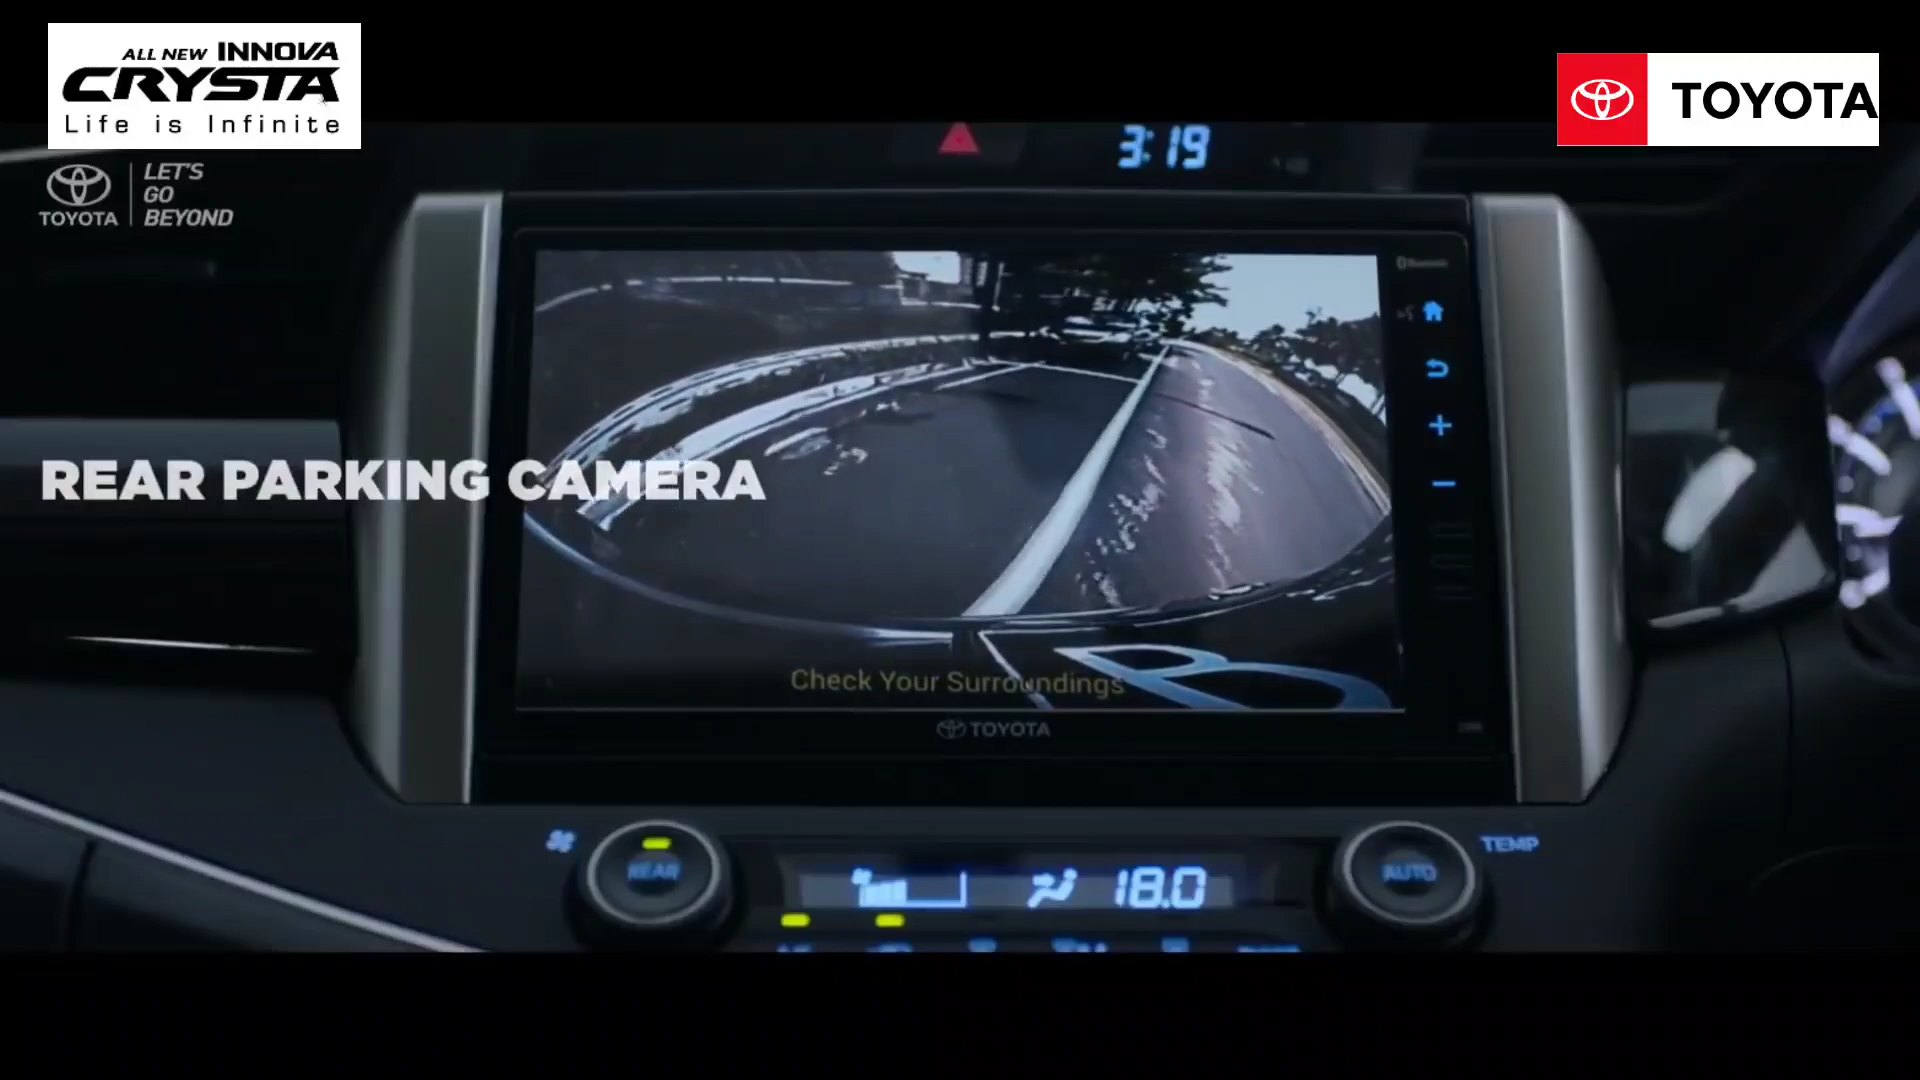 ALL NEW INNOVA
CRYSTA
Life is Infinite
TOYOTA
TOYOTA
LET'S
GO
BEYOND
3:19
REAR PARKING CAMERA
Check Your Surroundings
TOYOTA
REAR
18.0
AUTO
TEMP